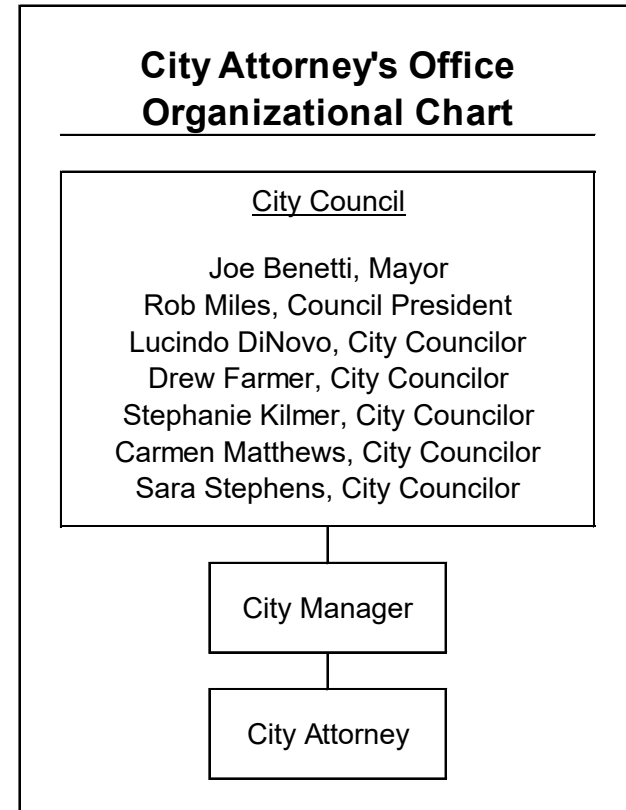 City Attorney's Office
Organizational Chart
City Council
Joe Benetti, Mayor
Rob Miles, Council President
Lucindo DiNovo, City Councilor
Drew Farmer, City Councilor
Stephanie Kilmer, City Councilor
Carmen Matthews, City Councilor
Sara Stephens, City Councilor
City Manager
City Attorney